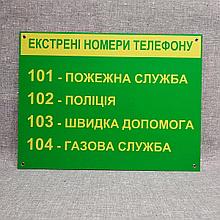 ЕКСТРЕНІ НОМЕРИ ТЕЛЕФОНУ
101 - ПОЖЕЖНА СЛУЖБА
102 - ПОЛІЦІЯ
103 - ШВИДКА ДОПОМОГА
104 - ГАЗОВА СЛУЖБА